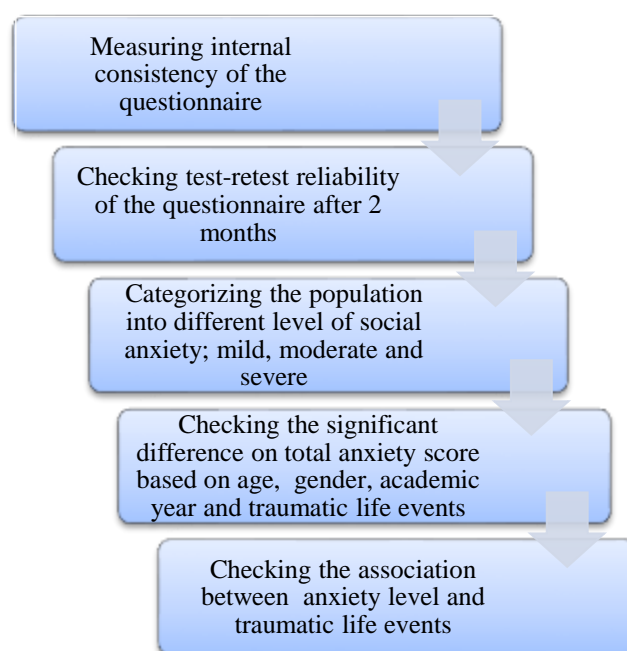 Measuring internal
consistency of the
questionnaire
Checking test-retest reliability
of the questionnaire after 2
months
Categorizing the population
into different level of social
anxiety; mild, moderate and
severe
Checking the significant
difference on total anxiety score
based on age, gender, academic
year and traumatic life events
Checking the association
between anxiety level and
traumatic life events